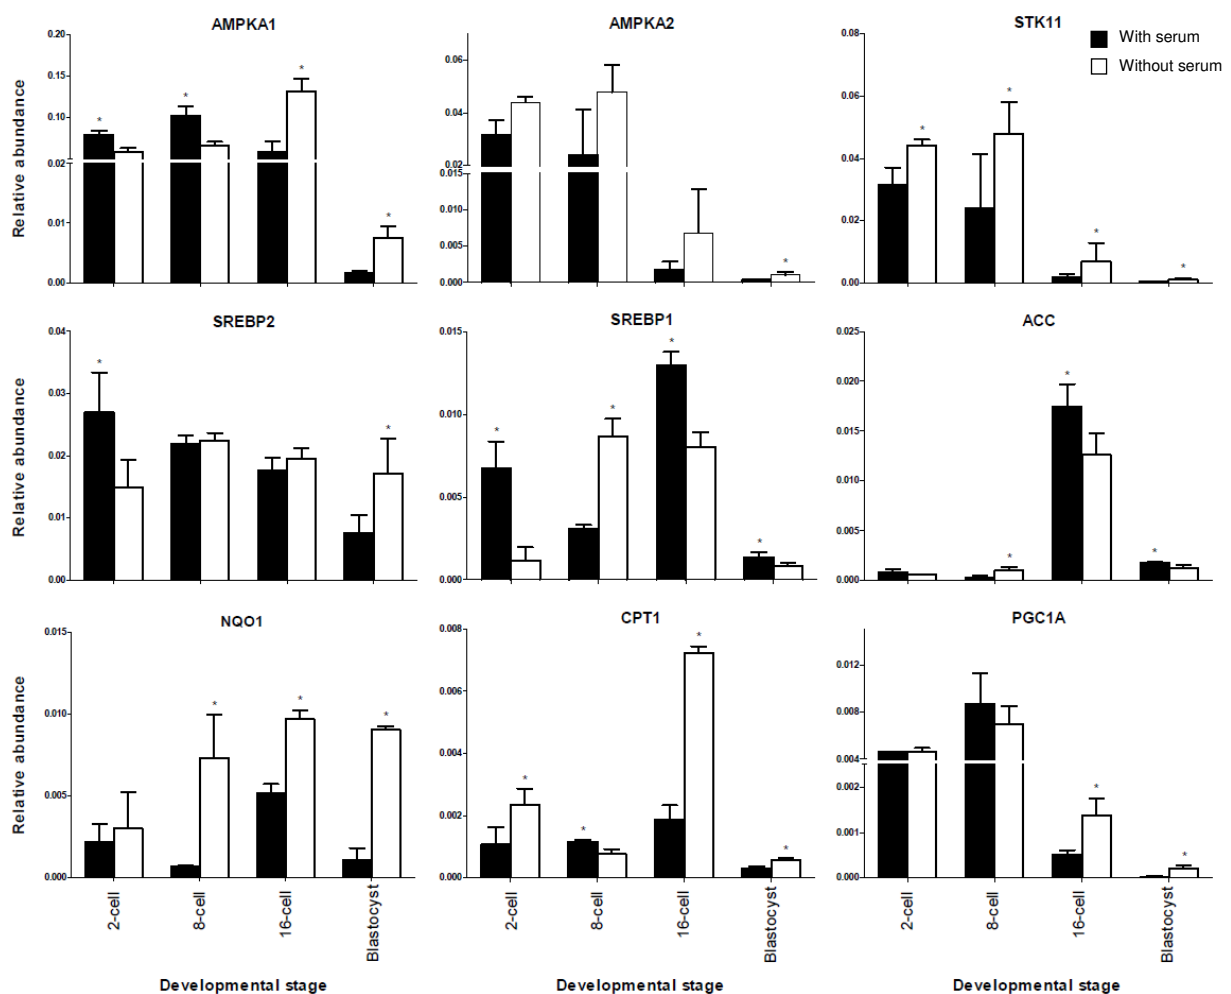 AMPKA1
AMPKA2
STK11
With serum
Without serum
Relative abundance
0.20
0.15
0.10
0.02
0.01
0.00
*
*
*
*
0.06
0.04
0.02
0.015
0.010
0.005
0.000
*
0.08
0.06
0.04
0.02
0.00
*
*
*
*
SREBP2
SREBP1
ACC
Relative abundance
0.04
0.03
0.02
0.01
0.00
*
*
0.015
0.010
0.005
0.000
*
*
*
*
0.025
0.020
0.015
0.010
0.005
0.000
*
*
*
NQO1
CPT1
PGC1A
Relative abundance
0.015
0.010
0.005
0.000
*
*
*
0.008
0.006
0.004
0.002
0.000
*
*
*
*
0.012
0.008
0.004
0.002
0.001
0.000
*
*
2-cell
8-cell
16-cell
Blastocyst
2-cell
8-cell
16-cell
Blastocyst
2-cell
8-cell
16-cell
Blastocyst
Developmental stage
Developmental stage
Developmental stage